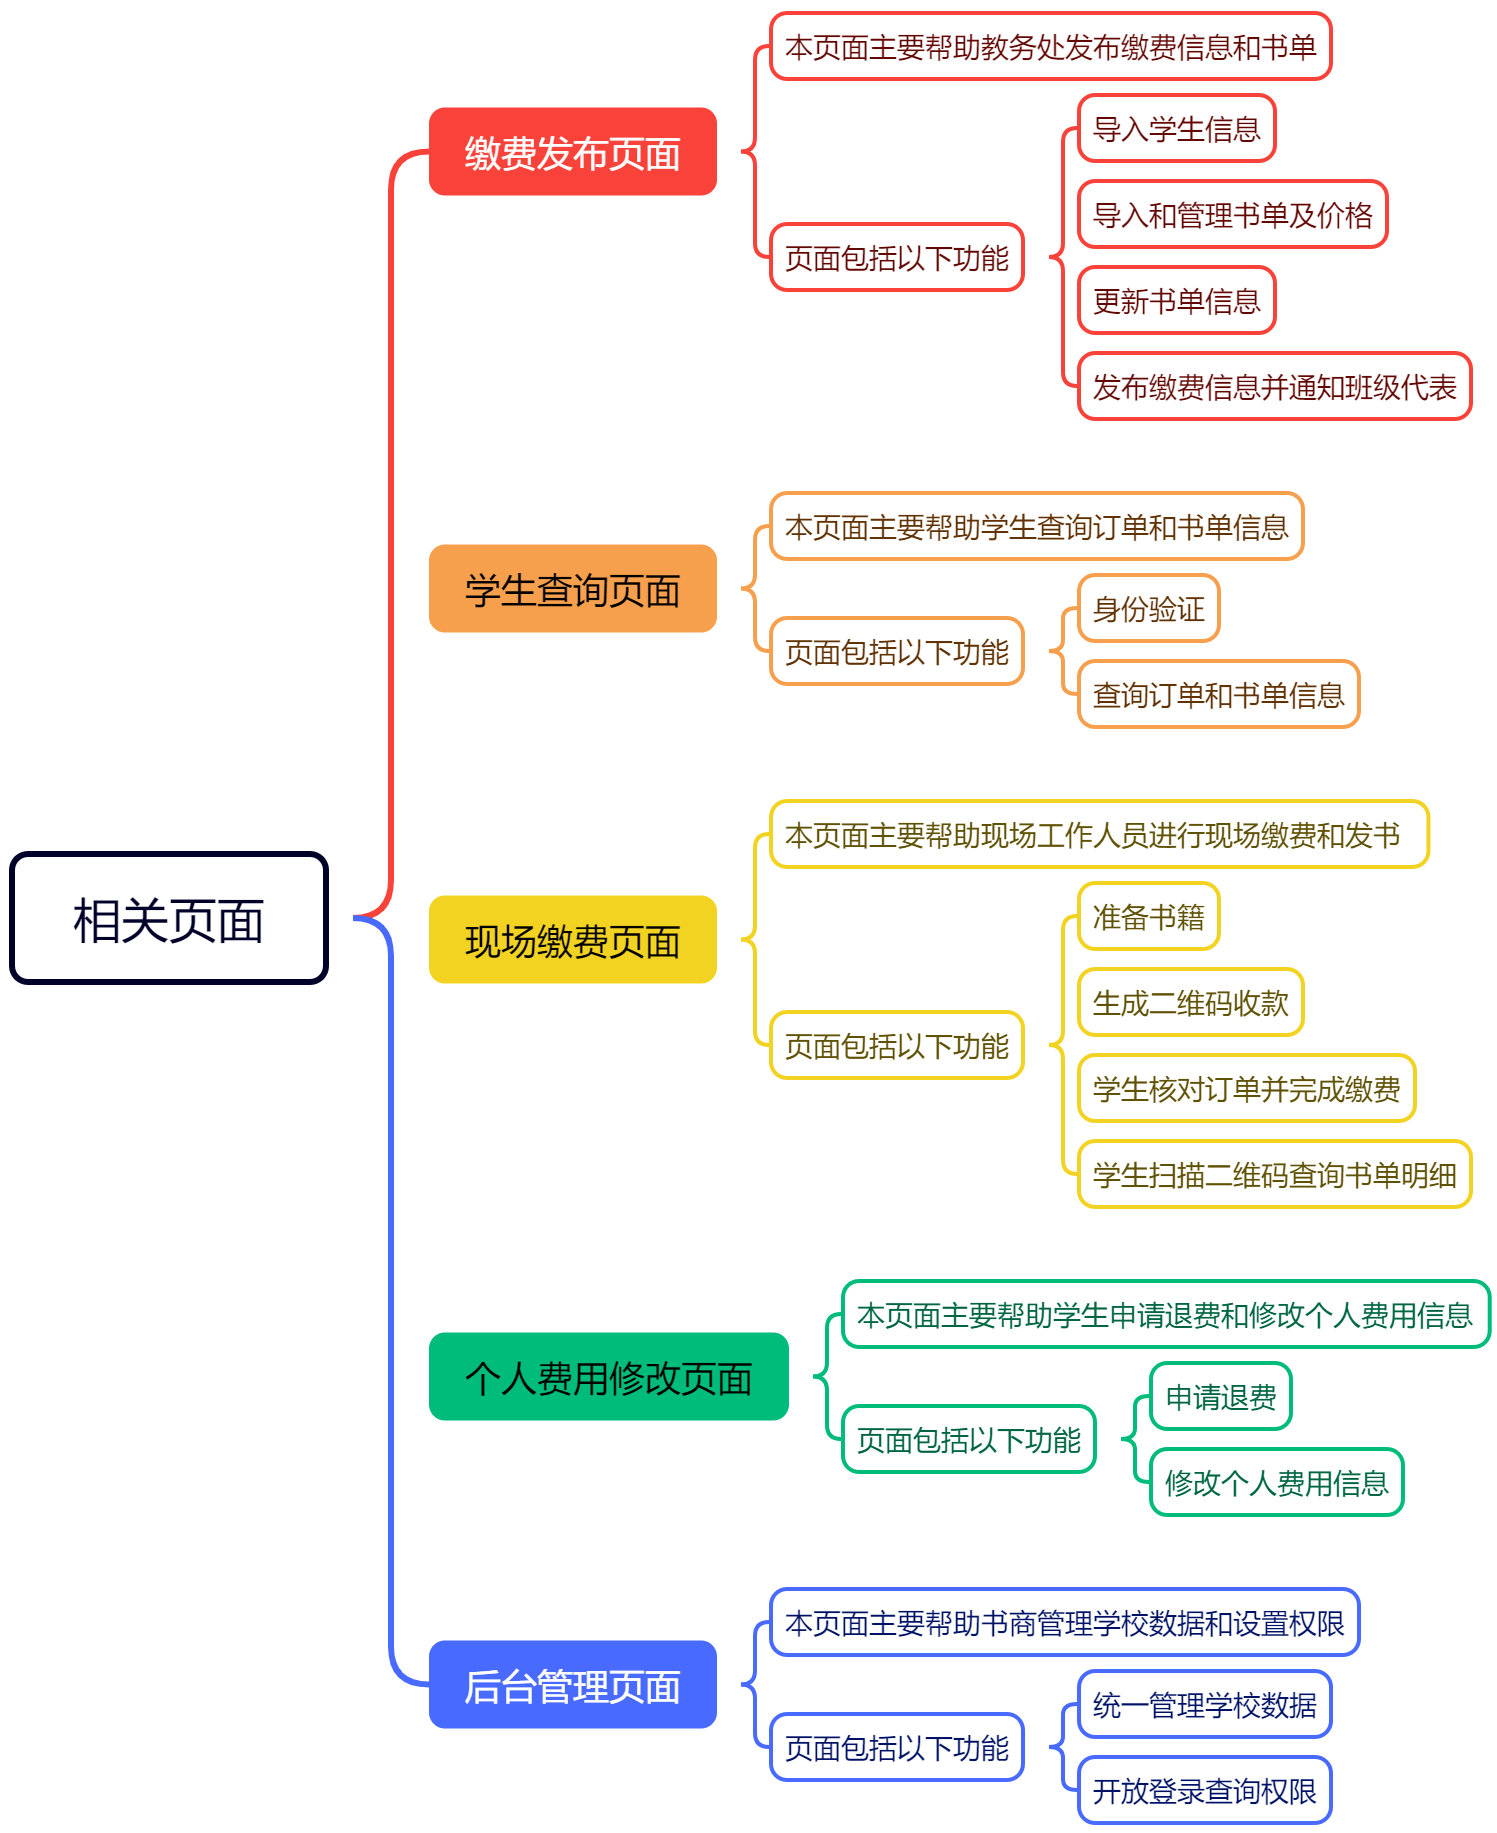 相关页面
缴费发布页面
本页面主要帮助教务处发布缴费信息和书单
页面包括以下功能
导入学生信息
导入和管理书单及价格
更新书单信息
发布缴费信息并通知班级代表
学生查询页面
本页面主要帮助学生查询订单和书单信息
页面包括以下功能
身份验证
查询订单和书单信息
现场缴费页面
本页面主要帮助现场工作人员进行现场缴费和发书
页面包括以下功能
准备书籍
生成二维码收款
学生核对订单并完成缴费
学生扫描二维码查询书单明细
个人费用修改页面
本页面主要帮助学生申请退费和修改个人费用信息
页面包括以下功能
申请退费
修改个人费用信息
后台管理页面
本页面主要帮助书商管理学校数据和设置权限
页面包括以下功能
统一管理学校数据
开放登录查询权限